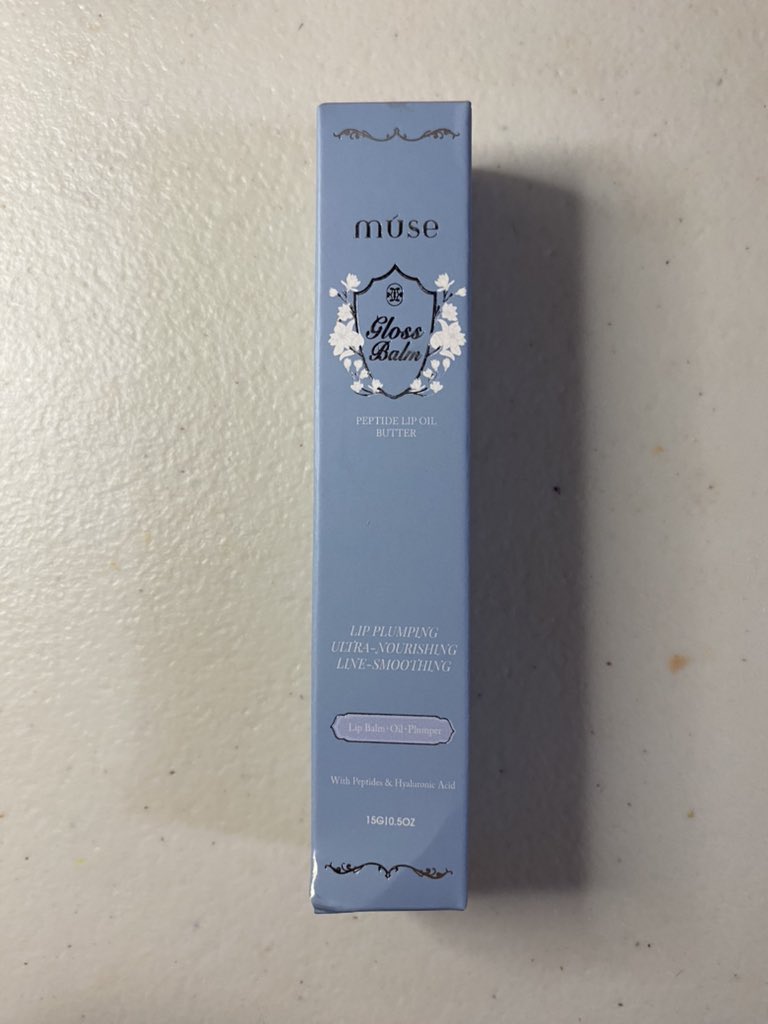 múse
Gloss
Balm
PEPTIDE LIP OIL
BUTTER
LIP PLUMPING
ULTRA-NOURISHING
LINE-SMOOTHING
Lip Balm·Oil·Plumper
With Peptides & Hyaluronic Acid
15G|0.5OZ